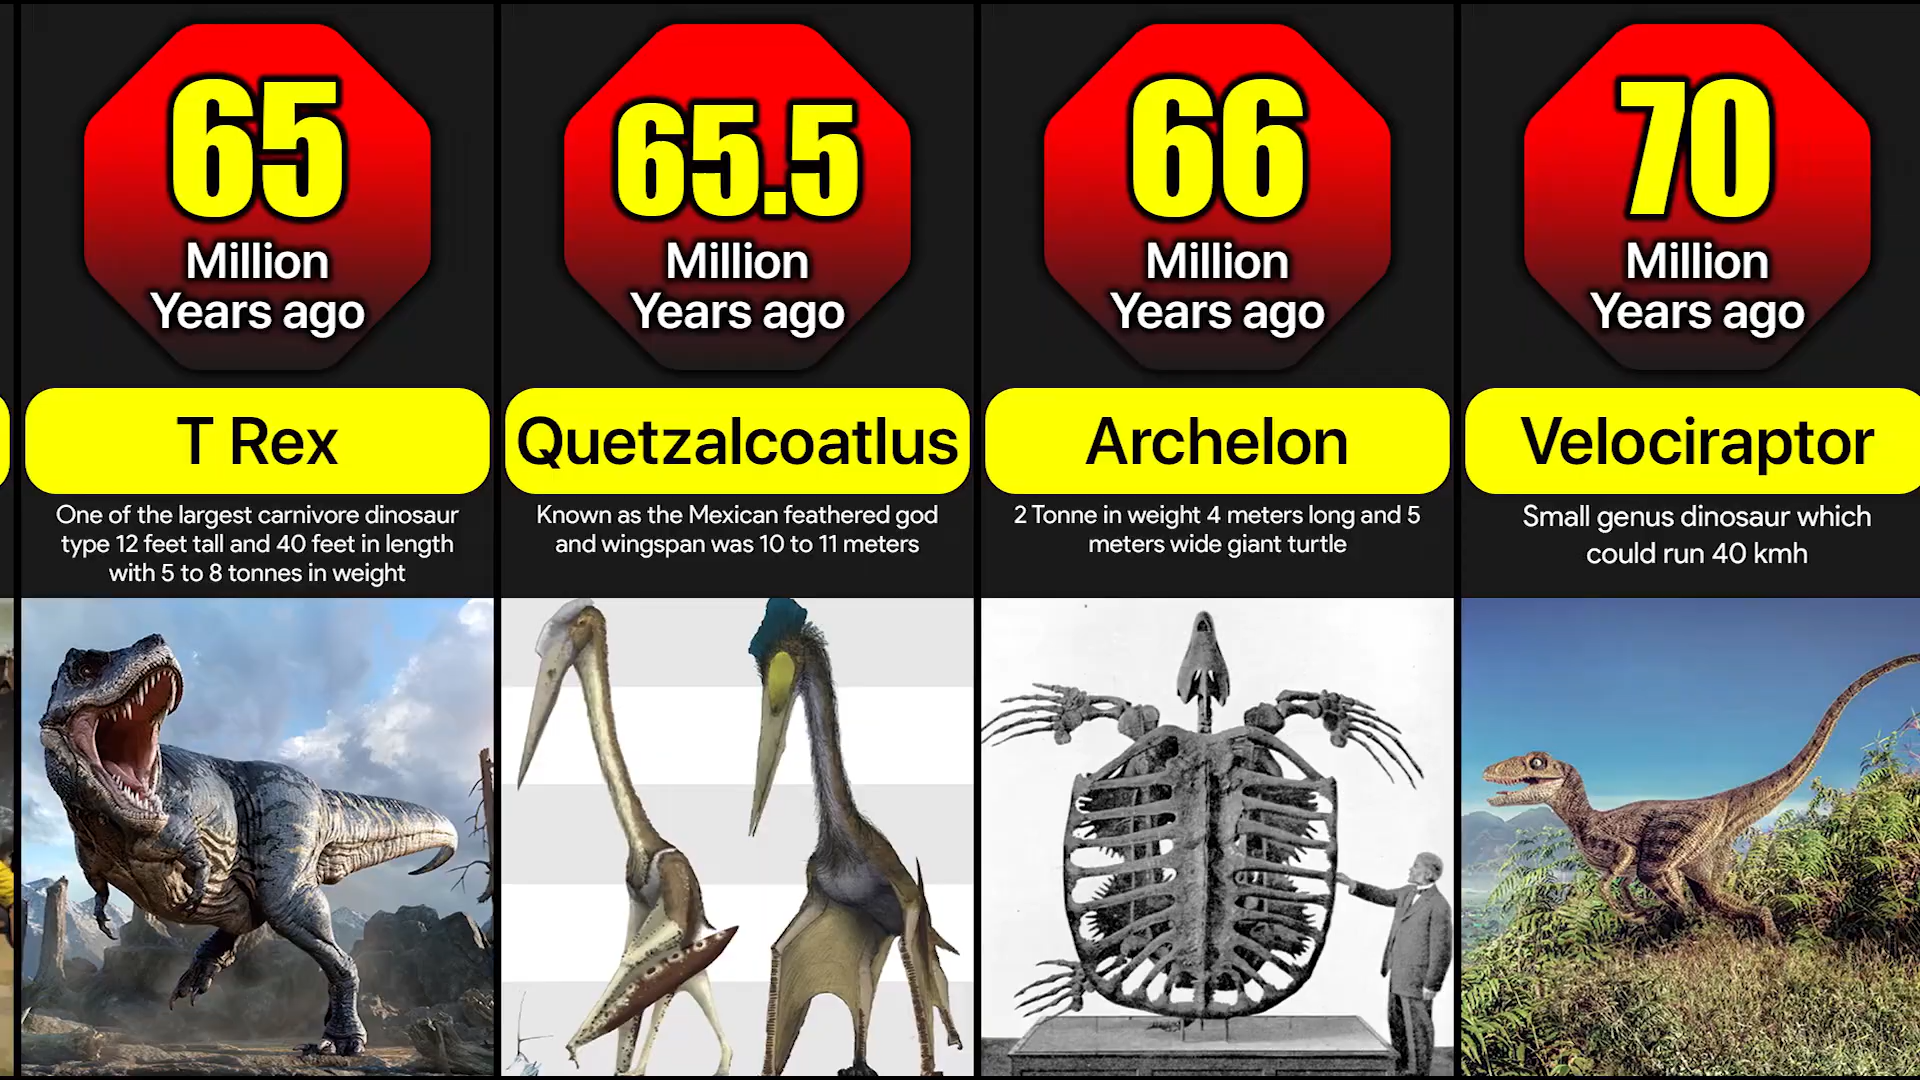 65
Million
Years ago
T Rex
One of the largest carnivore dinosaur
type 12 feet tall and 40 feet in length
with 5 to 8 tonnes in weight
65.5
Million
Years ago
Quetzalcoatlus
Known as the Mexican feathered god
and wingspan was 10 to 11 meters
66
Million
Years ago
Archelon
2 Tonne in weight 4 meters long and 5
meters wide giant turtle
70
Million
Years ago
Velociraptor
Small genus dinosaur which
could run 40 kmh